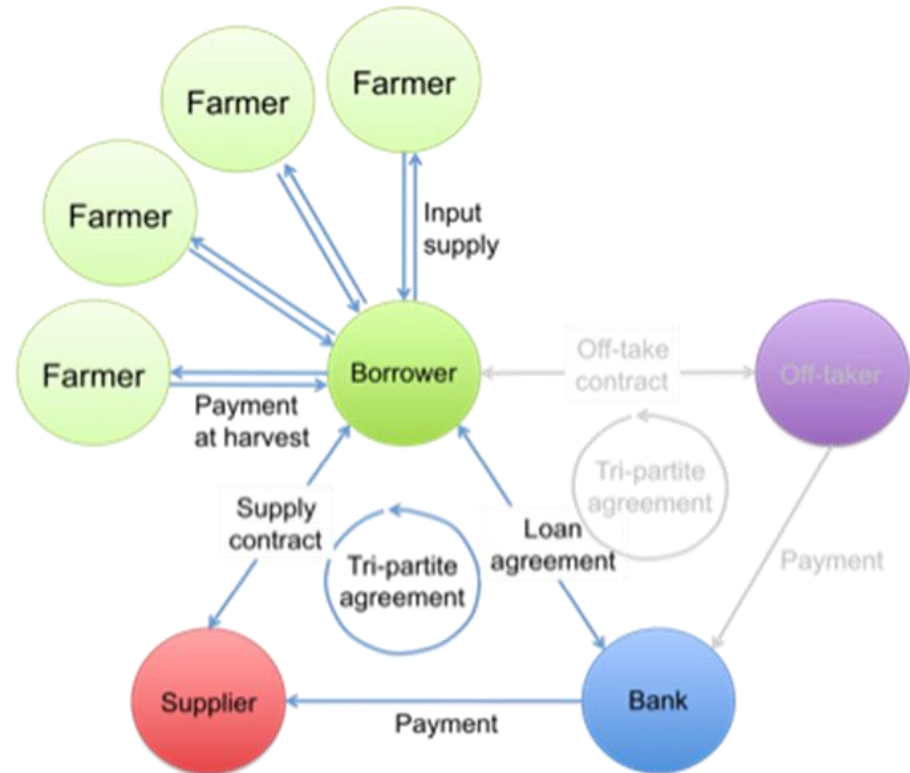 Farmer
Farmer
Farmer
Input
supply
Farmer
Borrower
Off-take
contract
Off-taker
Payment
at harvest
Tri-partite
agreement
Supply
contract
Loan
agreement
Tri-partite
agreement
Payment
Supplier
Bank
Payment